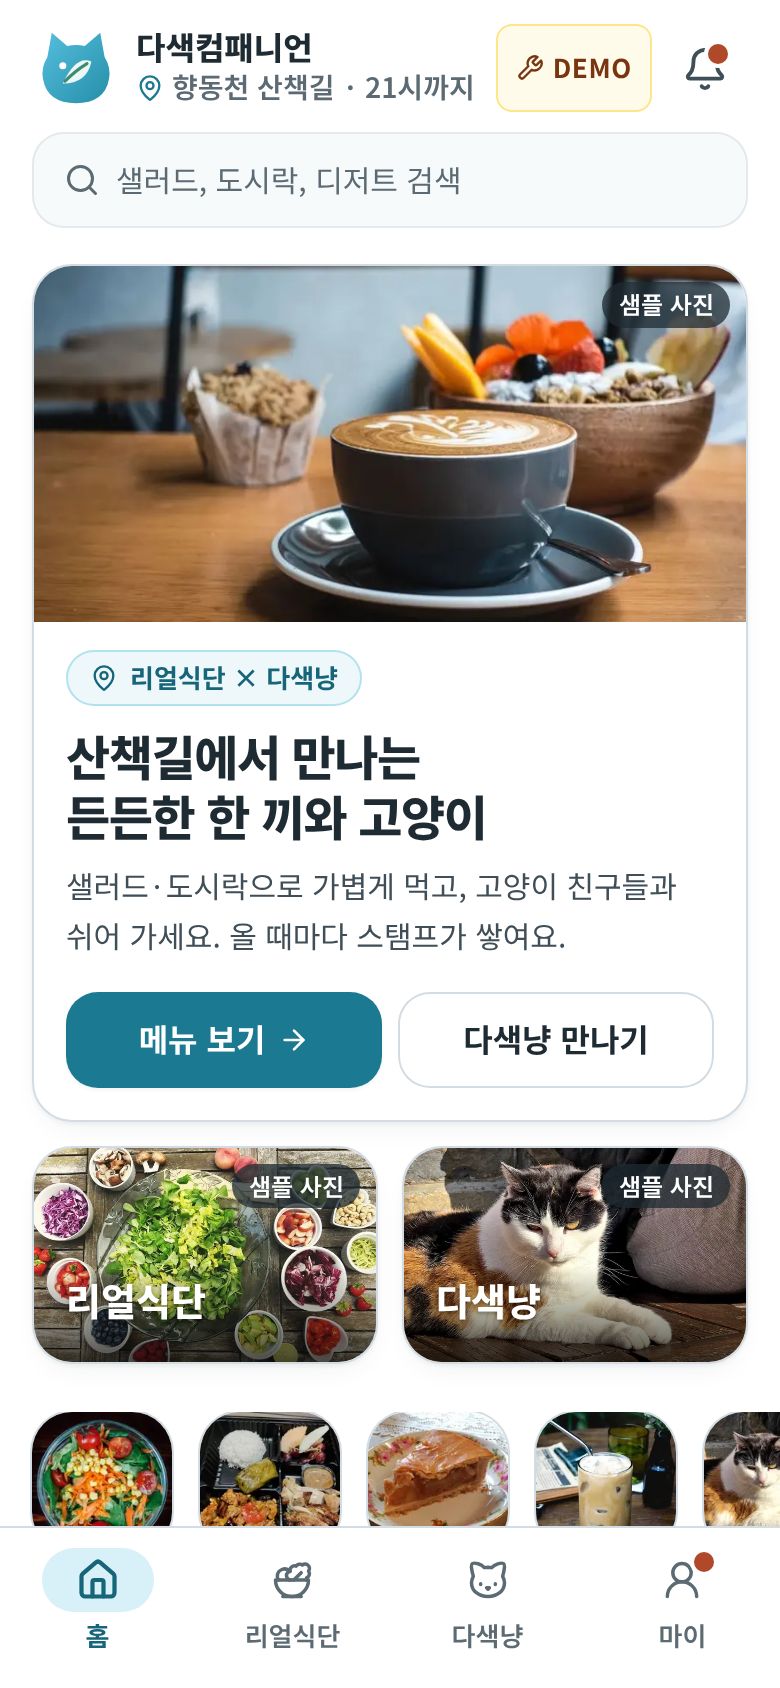 다색컴패니언
향동천 산책길 · 21시까지
DEMO
샐러드, 도시락, 디저트 검색
샘플 사진
리얼식단 × 다색냥
산책길에서 만나는
든든한 한 끼와 고양이
샐러드·도시락으로 가볍게 먹고, 고양이 친구들과
쉬어 가세요. 올 때마다 스탬프가 쌓여요.
메뉴 보기 →
다색냥 만나기
샘플 사진
리얼식단
샘플 사진
다색냥
홈
리얼식단
다색냥
마이